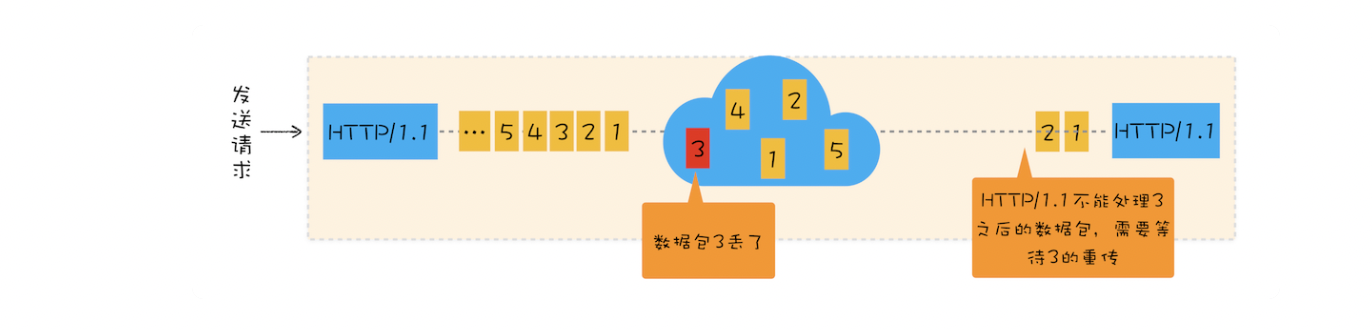 发
送
请
求
HTTP/1.1
... 5 4 3 2 1
4
2
3
1
5
2 1
HTTP/1.1
数据包3丢了
HTTP/1.1不能处理3
之后的数据包，需要等
待3的重传